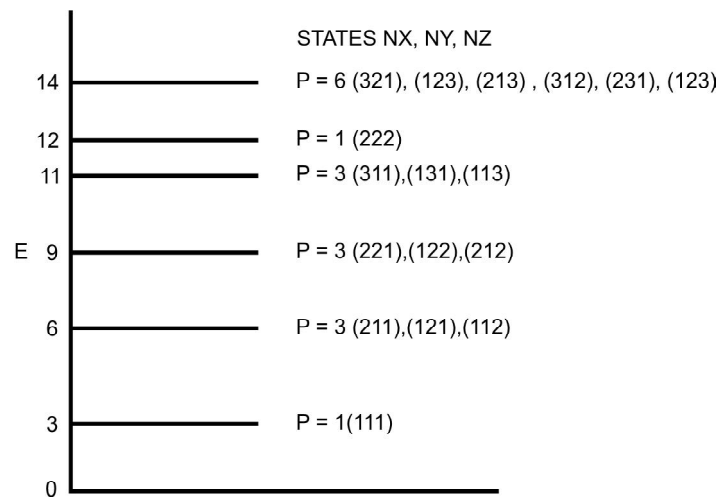 STATES NX, NY, NZ
14 P = 6 (321), (123), (213) , (312), (231), (123)
12 P = 1 (222)
11 P = 3 (311),(131),(113)
E 9 P = 3 (221),(122),(212)
6 P = 3 (211),(121),(112)
3 P = 1(111)
0